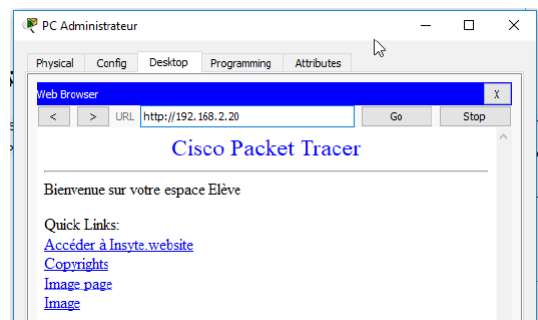 PC Administrateur
Physical Config Desktop Programming Attributes
Web Browser X
< > URL http://192.168.2.20 Go Stop
Cisco Packet Tracer
Bienvenue sur votre espace Elève
Quick Links:
Accéder à Insyte.website
Copyrights
Image page
Image